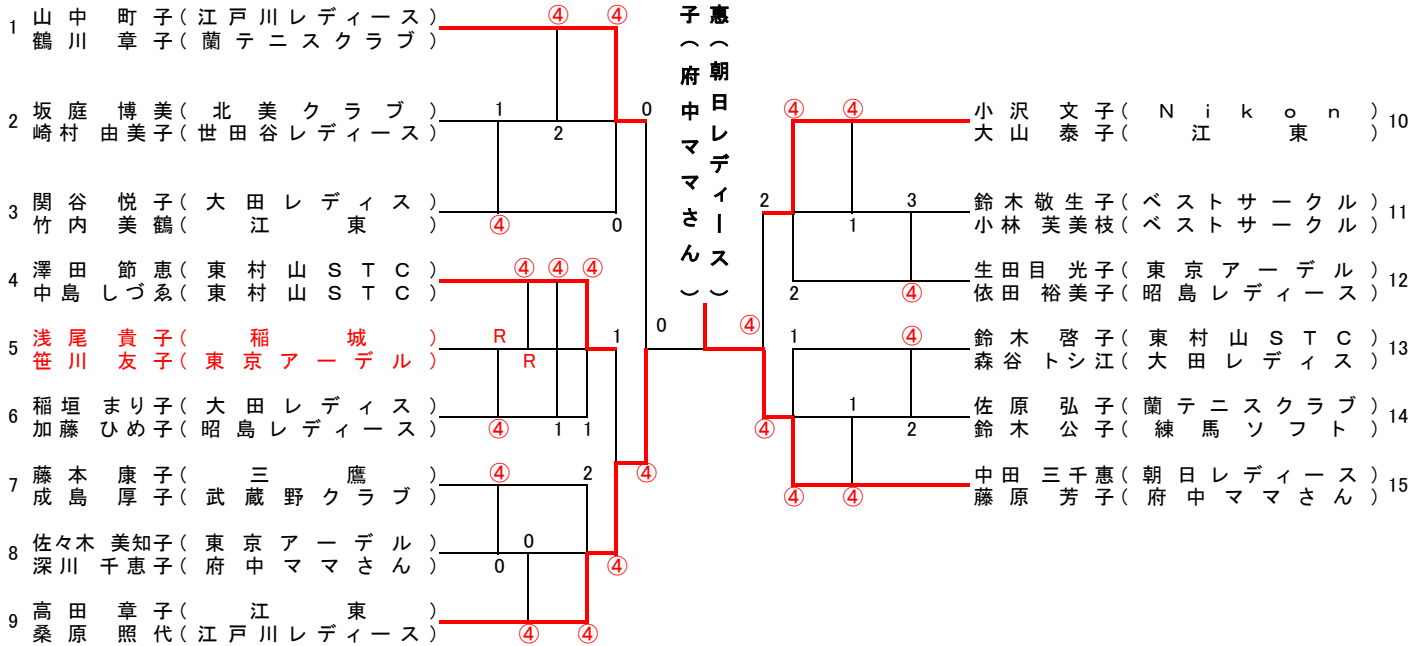 1 山中 町子(江戸川レディース)
鶴川 章子(蘭テニスクラブ)
④ ④
2 坂庭 博美(北美クラブ)
崎村 由美子(世田谷レディース)
1 2 0
3 関谷 悦子(大田レディス)
竹内 美鶴(江東)
④ 0
4 澤田 節恵(東村山STC)
中島 しづゑ(東村山STC)
④ ④ ④
5 浅尾 貴子(稲城)
笹川 友子(東京アーデル)
R R 1 0
6 稲垣 まり子(大田レディス)
加藤 ひめ子(昭島レディース)
④ 1 1
7 藤本 康子(三鷹)
成島 厚子(武蔵野クラブ)
④ 2 ④
8 佐々木 美知子(東京アーデル)
深川 千恵子(府中ママさん)
0 0 ④
9 高田 章子(江東)
桑原 照代(江戸川レディース)
④ ④
恵(朝日レディース)
子(府中ママさん)
④ ④
小沢 文子(Nikon) 10
大山 泰子(江東)
2 1 3
鈴木 敬生子(ベストサークル) 11
小林 芙美枝(ベストサークル)
2 ④
生田目 光子(東京アーデル) 12
依田 裕美子(昭島レディース)
④ 1 ④
鈴木 啓子(東村山STC) 13
森谷 トシ江(大田レディス)
④ 1 2
佐原 弘子(蘭テニスクラブ) 14
鈴木 公子(練馬ソフト)
④ ④
中田 三千恵(朝日レディース) 15
藤原 芳子(府中ママさん)